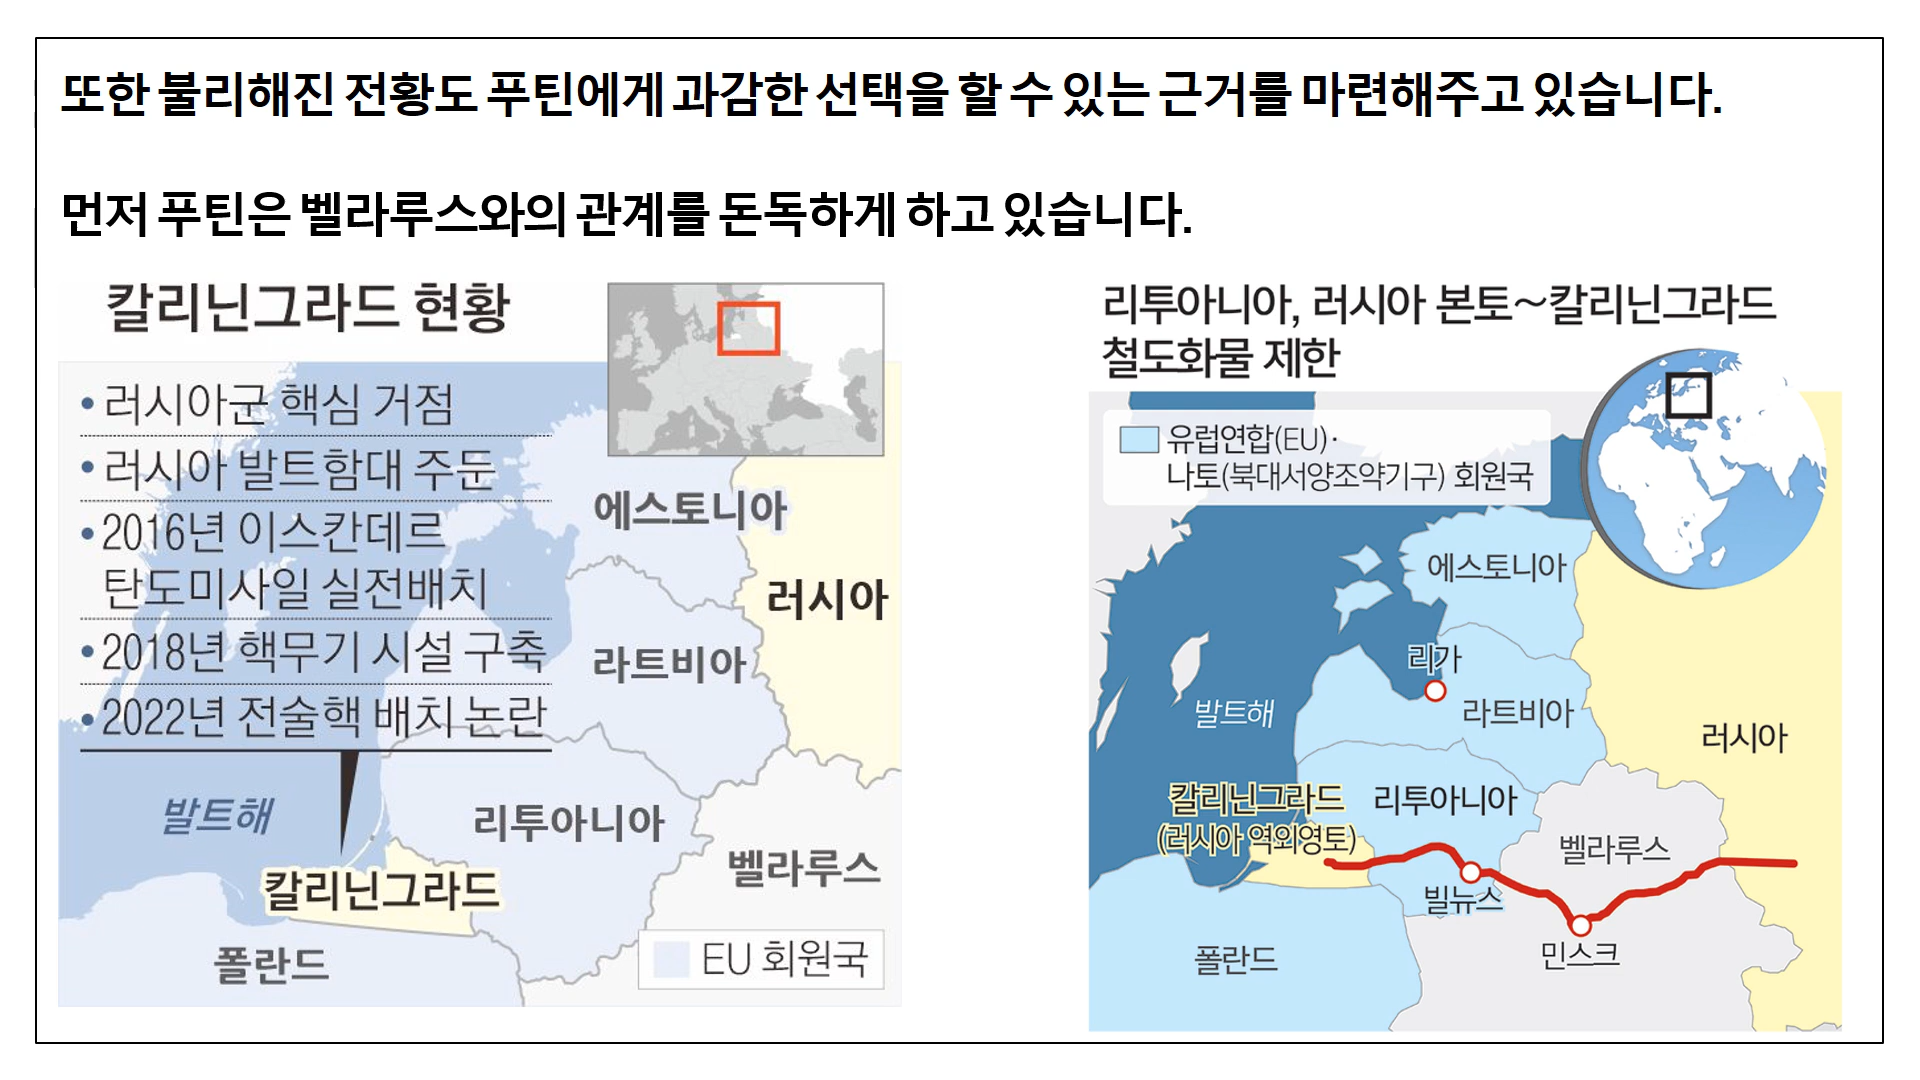 또한 불리해진 전황도 푸틴에게 과감한 선택을 할 수 있는 근거를 마련해주고 있습니다.
먼저 푸틴은 벨라루스와의 관계를 돈독하게 하고 있습니다.
칼리닌그라드 현황
• 러시아군 핵심 거점
• 러시아 발트함대 주둔
• 2016년 이스칸데르
탄도미사일 실전배치
• 2018년 핵무기 시설 구축
• 2022년 전술핵 배치 논란
에스토니아
러시아
라트비아
발트해
리투아니아
벨라루스
칼리닌그라드
폴란드
EU 회원국
리투아니아, 러시아 본토~칼리닌그라드
철도화물 제한
유럽연합(EU)·
나토(북대서양조약기구) 회원국
에스토니아
리가
발트해
라트비아
러시아
칼리닌그라드
(러시아 역외영토)
리투아니아
벨라루스
빌뉴스
민스크
폴란드